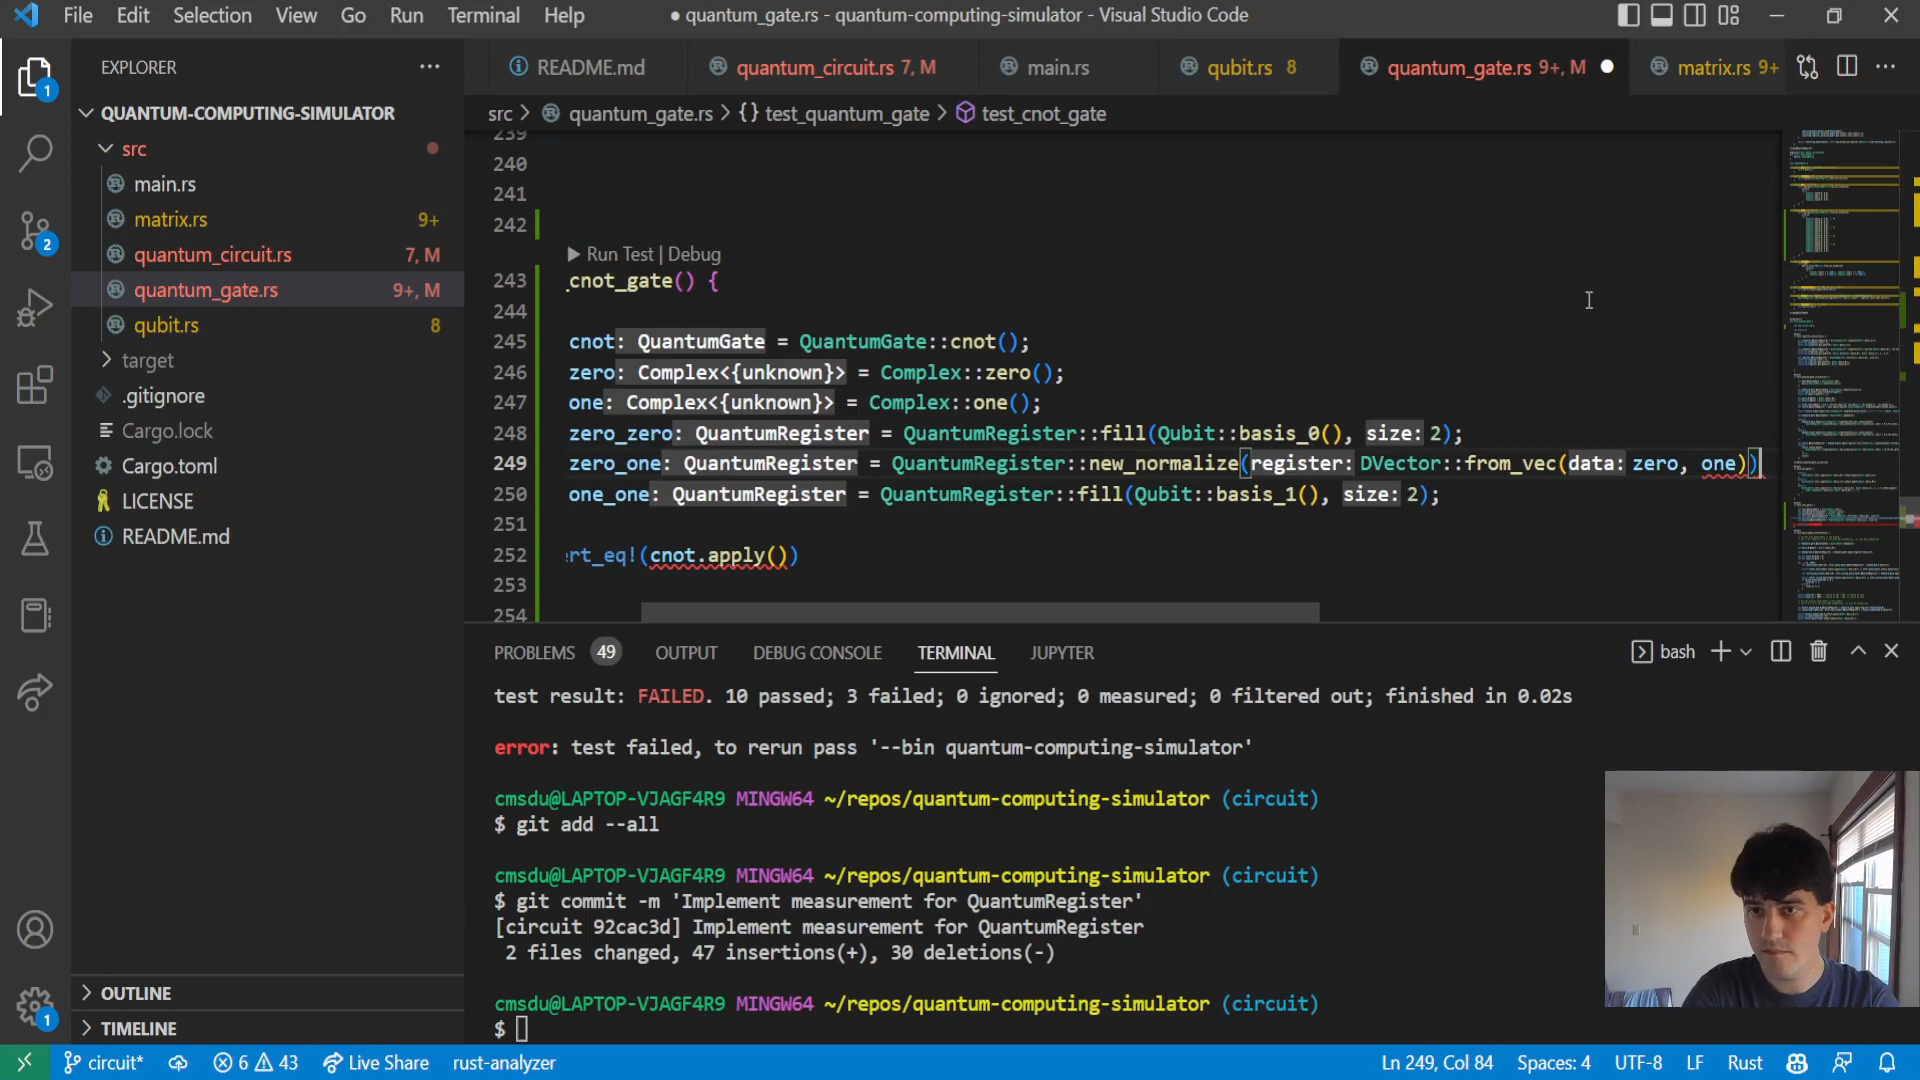 File Edit Selection View Go Run Terminal Help
● quantum_gate.rs - quantum-computing-simulator - Visual Studio Code
EXPLORER
README.md
quantum_circuit.rs 7, M
main.rs
qubit.rs 8
quantum_gate.rs 9+, M
matrix.rs 9+
src > quantum_gate.rs > {} test_quantum_gate > test_cnot_gate
QUANTUM-COMPUTING-SIMULATOR
src
main.rs
matrix.rs 9+
quantum_circuit.rs 7, M
quantum_gate.rs 9+, M
qubit.rs 8
target
.gitignore
Cargo.lock
Cargo.toml
LICENSE
README.md
OUTLINE
TIMELINE
1
2
1
239
240
241
242
Run Test | Debug
243 _cnot_gate() {
244
245 cnot: QuantumGate = QuantumGate::cnot();
246 zero: Complex<{unknown}> = Complex::zero();
247 one: Complex<{unknown}> = Complex::one();
248 zero_zero: QuantumRegister = QuantumRegister::fill(Qubit::basis_0(), size: 2);
249 zero_one: QuantumRegister = QuantumRegister::new_normalize(register: DVector::from_vec(data: zero, one))
250 one_one: QuantumRegister = QuantumRegister::fill(Qubit::basis_1(), size: 2);
251
252 ert_eq!(cnot.apply())
253
254
PROBLEMS 49 OUTPUT DEBUG CONSOLE TERMINAL JUPYTER
bash
test result: FAILED. 10 passed; 3 failed; 0 ignored; 0 measured; 0 filtered out; finished in 0.02s
error: test failed, to rerun pass '--bin quantum-computing-simulator'
cmsdu@LAPTOP-VJAGF4R9 MINGW64 ~/repos/quantum-computing-simulator (circuit)
$ git add --all
cmsdu@LAPTOP-VJAGF4R9 MINGW64 ~/repos/quantum-computing-simulator (circuit)
$ git commit -m 'Implement measurement for QuantumRegister'
[circuit 92cac3d] Implement measurement for QuantumRegister
2 files changed, 47 insertions(+), 30 deletions(-)
cmsdu@LAPTOP-VJAGF4R9 MINGW64 ~/repos/quantum-computing-simulator (circuit)
$
circuit* 6 43 Live Share rust-analyzer Ln 249, Col 84 Spaces: 4 UTF-8 LF Rust